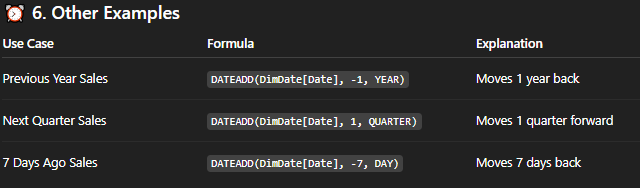 ⏰ 6. Other Examples
Use Case Formula Explanation
Previous Year Sales DATEADD(DimDate[Date], -1, YEAR) Moves 1 year back
Next Quarter Sales DATEADD(DimDate[Date], 1, QUARTER) Moves 1 quarter forward
7 Days Ago Sales DATEADD(DimDate[Date], -7, DAY) Moves 7 days back